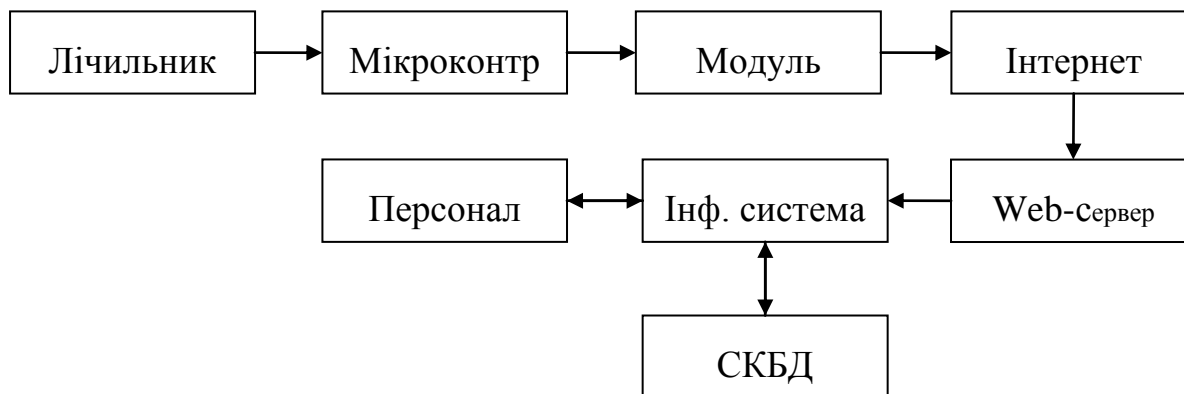 Лічильник
Мікроконтр
Модуль
Інтернет
Персонал
Інф. система
Web-сервер
СКБД